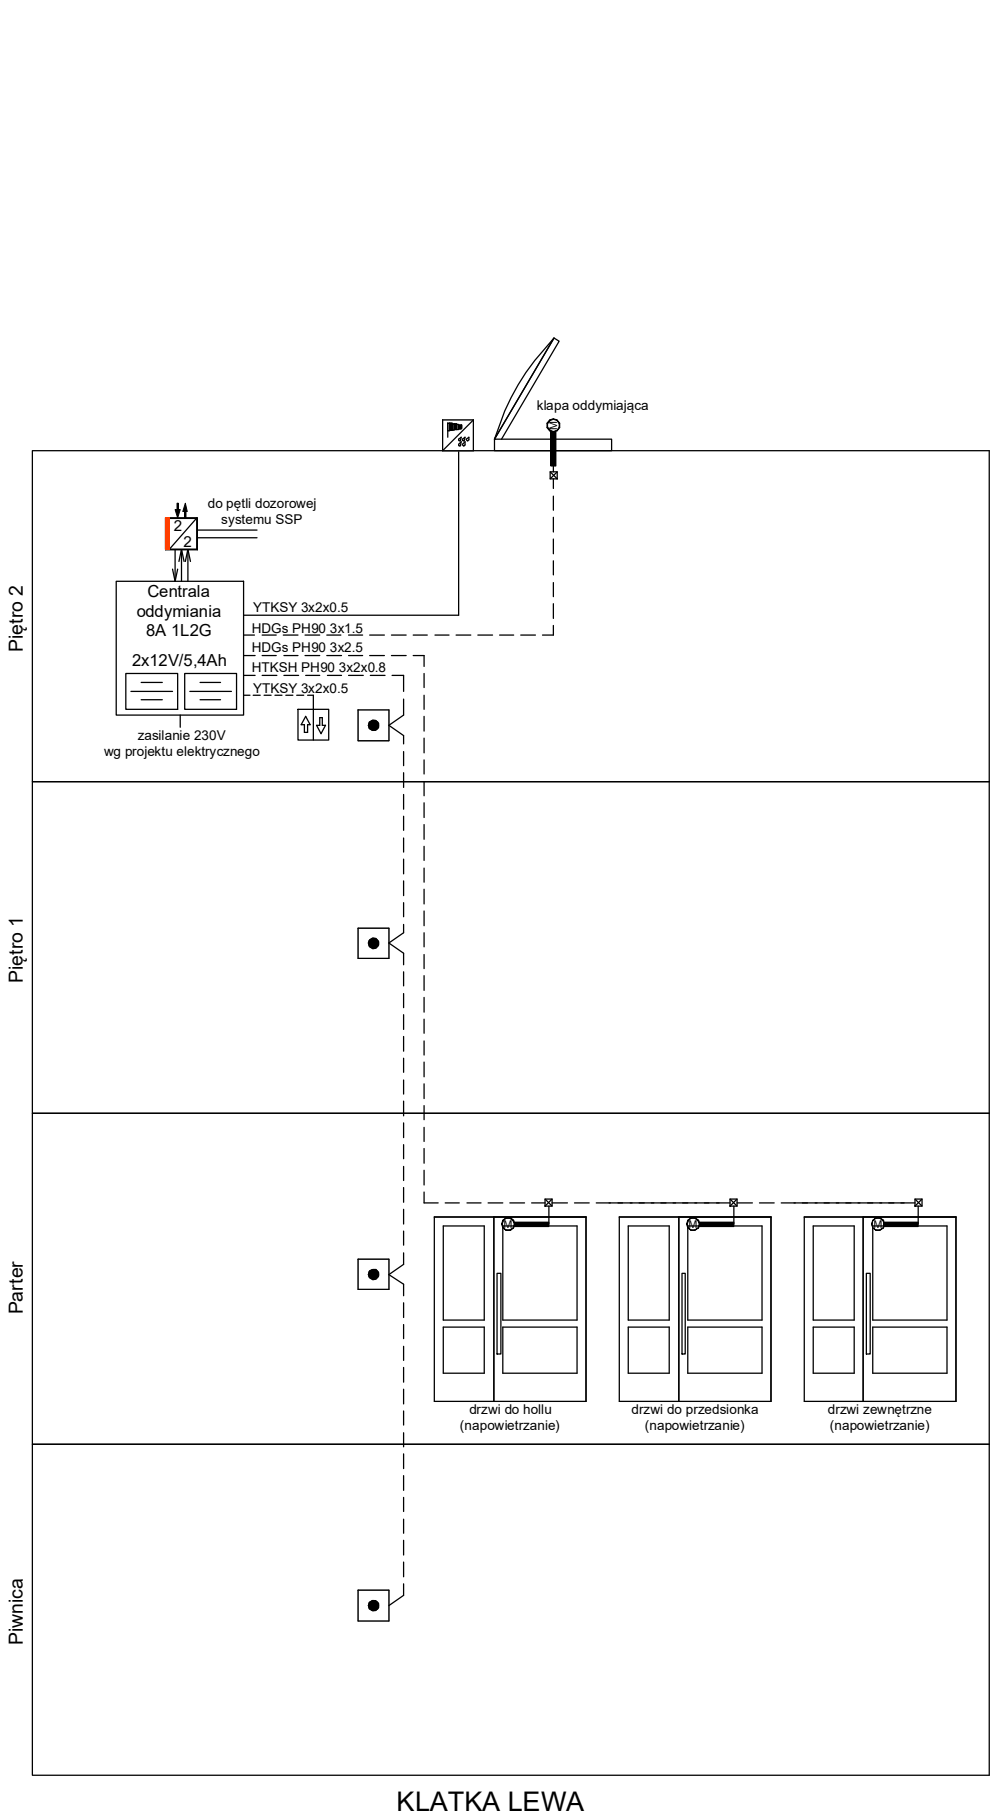 klapa oddymiająca
do pętli dozorowej
systemu SSP
2
2
Piętro 2
Centrala
oddymiania
8A 1L2G
2x12V/5,4Ah
YTKSY 3x2x0.5
HDGs PH90 3x1.5
HDGs PH90 3x2.5
HTKSH PH90 3x2x0.8
YTKSY 3x2x0.5
zasilanie 230V
wg projektu elektrycznego
M
Piętro 1
Parter
M
M
M
drzwi do hollu
(napowietrzanie)
drzwi do przedsionka
(napowietrzanie)
drzwi zewnętrzne
(napowietrzanie)
Piwnica
KLATKA LEWA